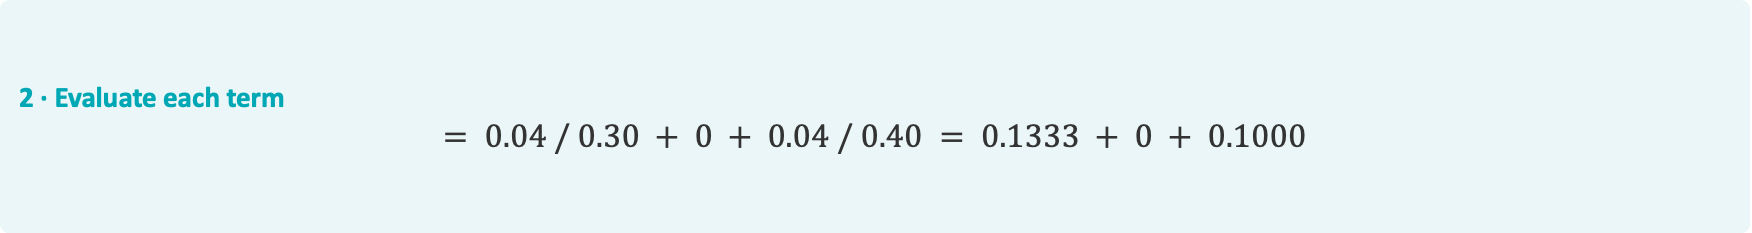 2 · Evaluate each term
= 0.04 / 0.30 + 0 + 0.04 / 0.40 = 0.1333 + 0 + 0.1000